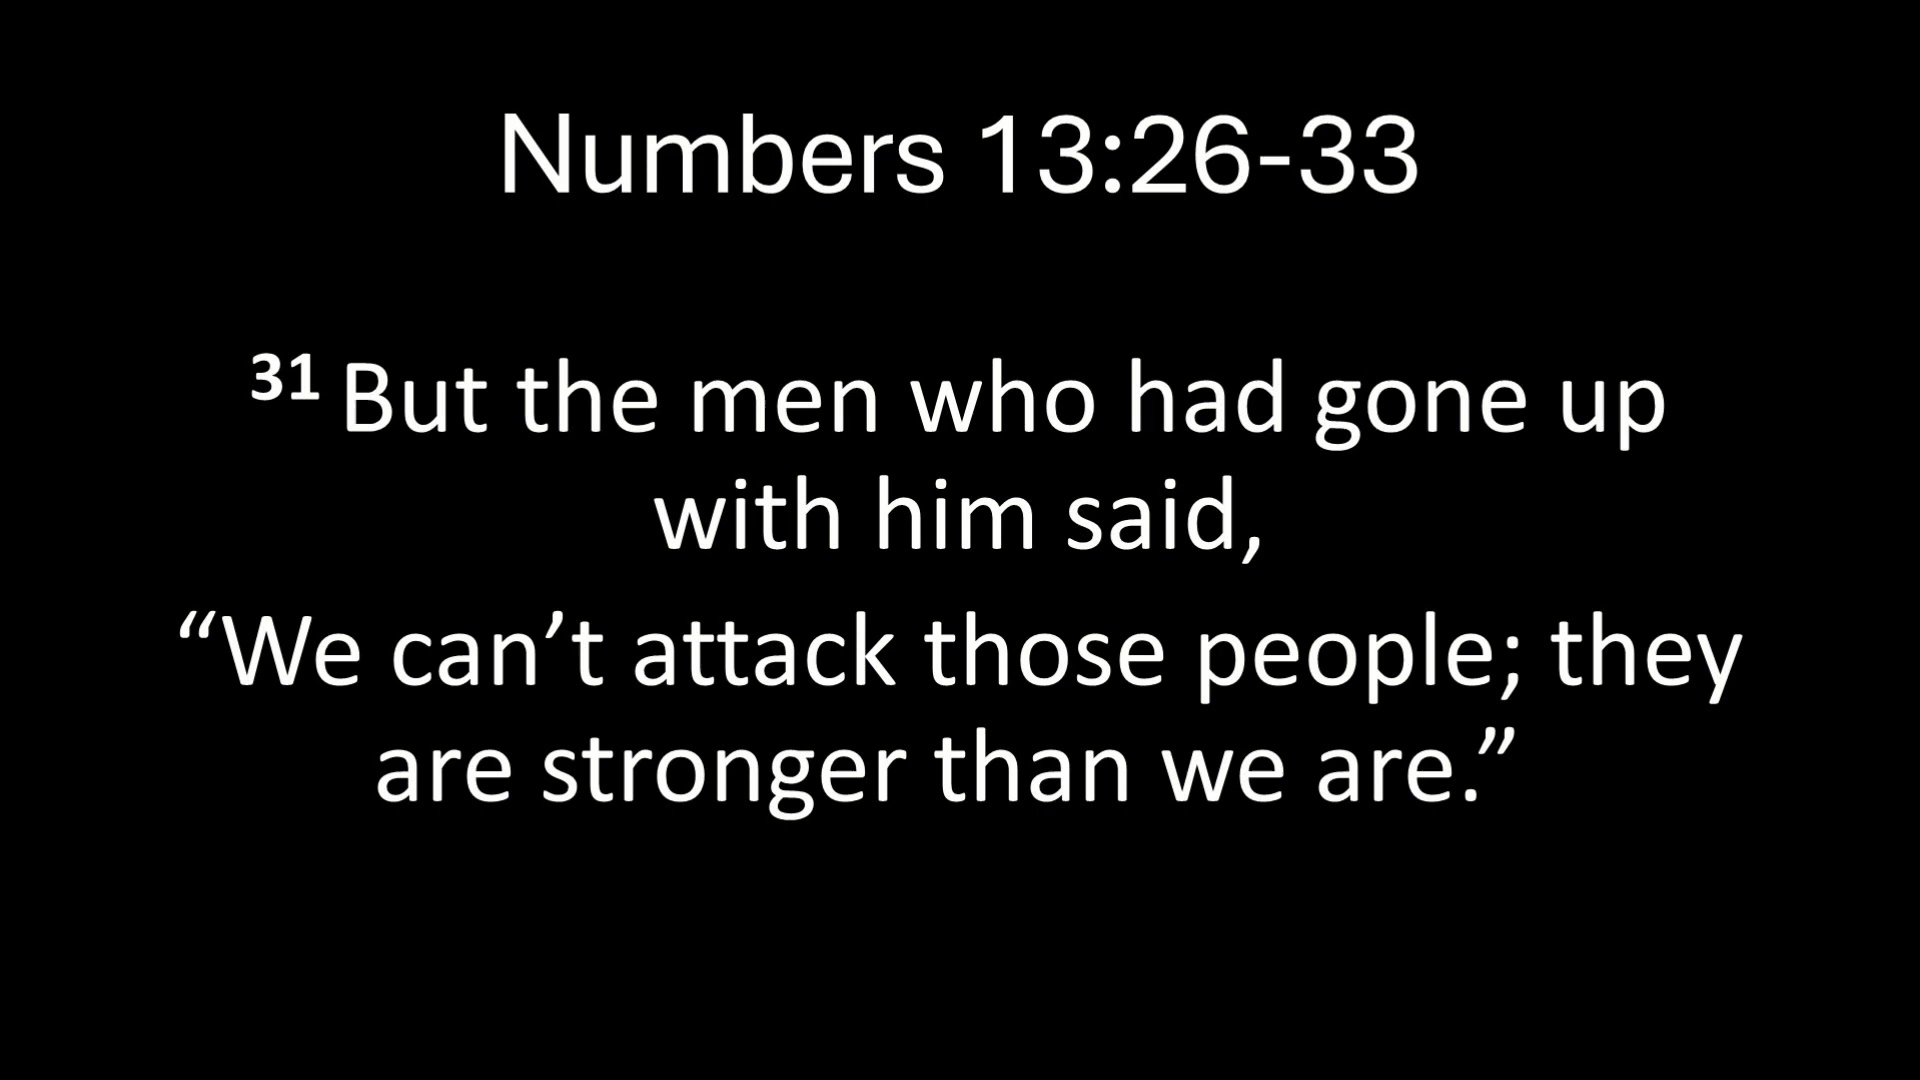 Numbers 13:26-33
31 But the men who had gone up
with him said,
“We can’t attack those people; they
are stronger than we are.”